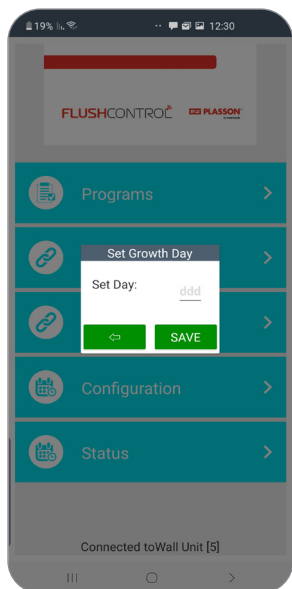 19% 12:30
FLUSHCONTROL PLASSON
Programs
Set Growth Day
Set Day: ddd
SAVE
Configuration
Status
Connected toWall Unit [5]